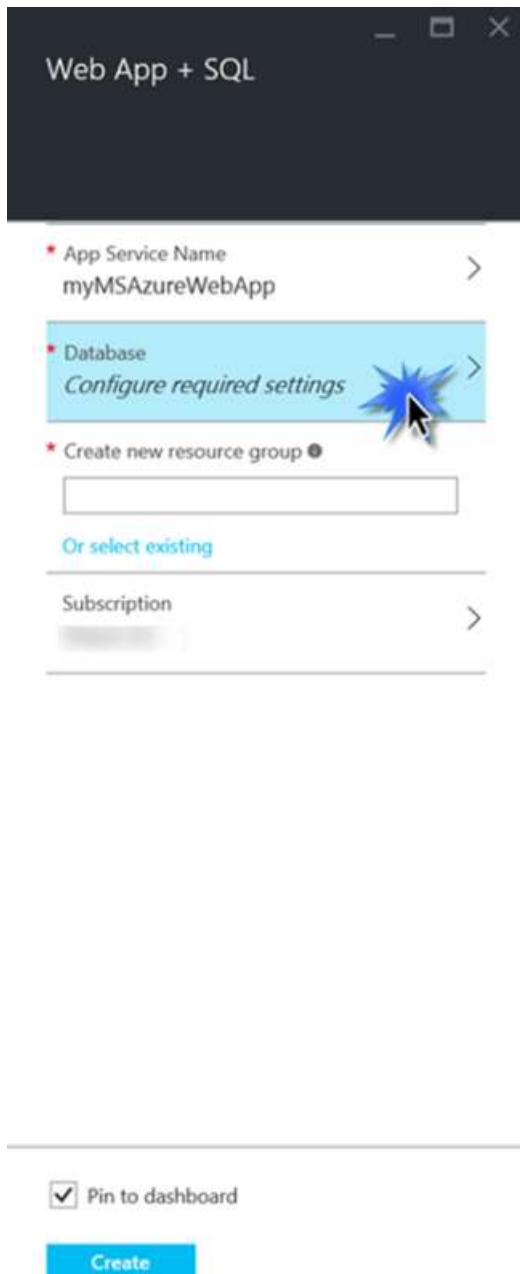 Web App + SQL
* App Service Name
myMSAzureWebApp
* Database
Configure required settings
* Create new resource group
Or select existing
Subscription
Pin to dashboard
Create